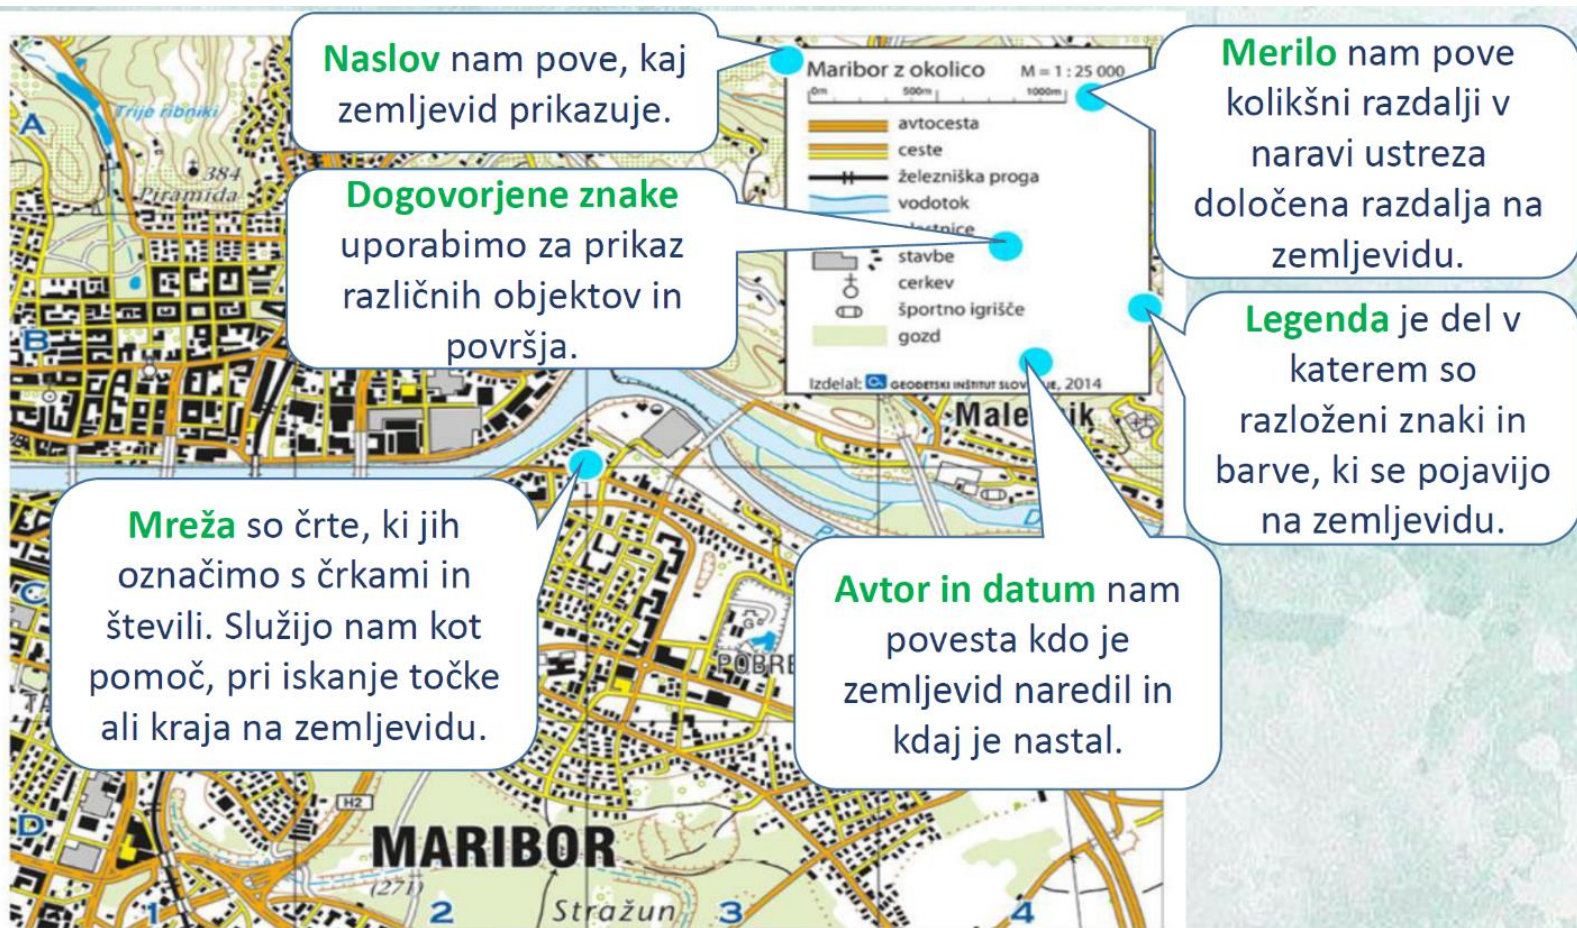 Naslov nam pove, kaj
zemljevid prikazuje.
Maribor z okolico M = 1 : 25 000
0m 500m 1000m
avtocesta
ceste
železniška proga
vodotok
stavbe
cerkev
športno igrišče
gozd
Izdelal: GEODETSKI INŠTITUT 2014
Merilo nam pove
kolikšni razdalji v
naravi ustreza
določena razdalja na
zemljevidu.
Dogovorjene znake
uporabimo za prikaz
različnih objektov in
površja.
Legenda je del v
katerem so
razloženi znaki in
barve, ki se pojavijo
na zemljevidu.
Mreža so črte, ki jih
označimo s črkami in
števili. Služijo nam kot
pomoč, pri iskanje točke
ali kraja na zemljevidu.
Avtor in datum nam
povesta kdo je
zemljevid naredil in
kdaj je nastal.
A
Trije ribniki
384
Piramida
B
C
D
H2
MARIBOR
(271)
Stražun
1 2 3 4